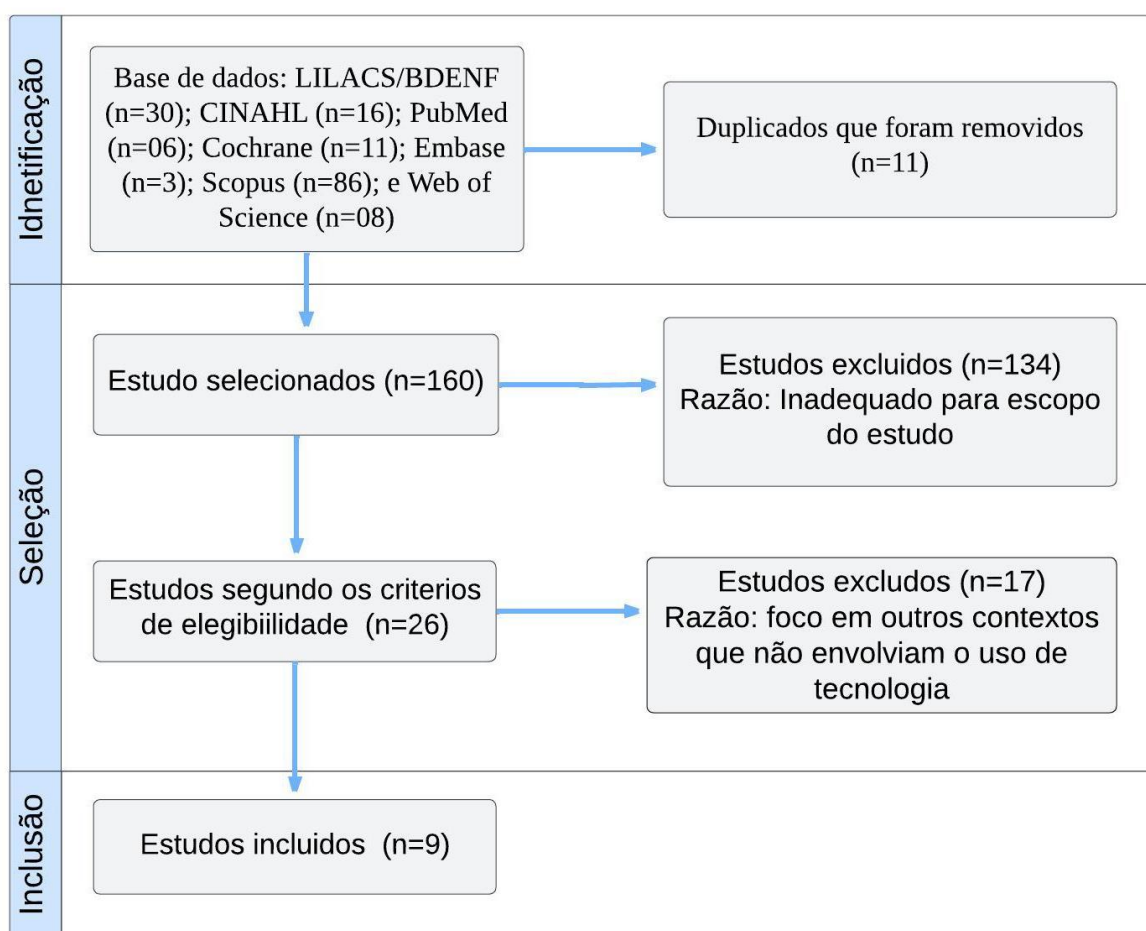 Idnetificação
Base de dados: LILACS/BDENF
(n=30); CINAHL (n=16); PubMed
(n=06); Cochrane (n=11); Embase
(n=3); Scopus (n=86); e Web of
Science (n=08)
Duplicados que foram removidos
(n=11)
Seleção
Estudo selecionados (n=160)
Estudos excluidos (n=134)
Razão: Inadequado para escopo
do estudo
Estudos segundo os criterios
de elegibiilidade (n=26)
Estudos excludos (n=17)
Razão: foco em outros contextos
que não envolviam o uso de
tecnologia
Inclusão
Estudos incluidos (n=9)